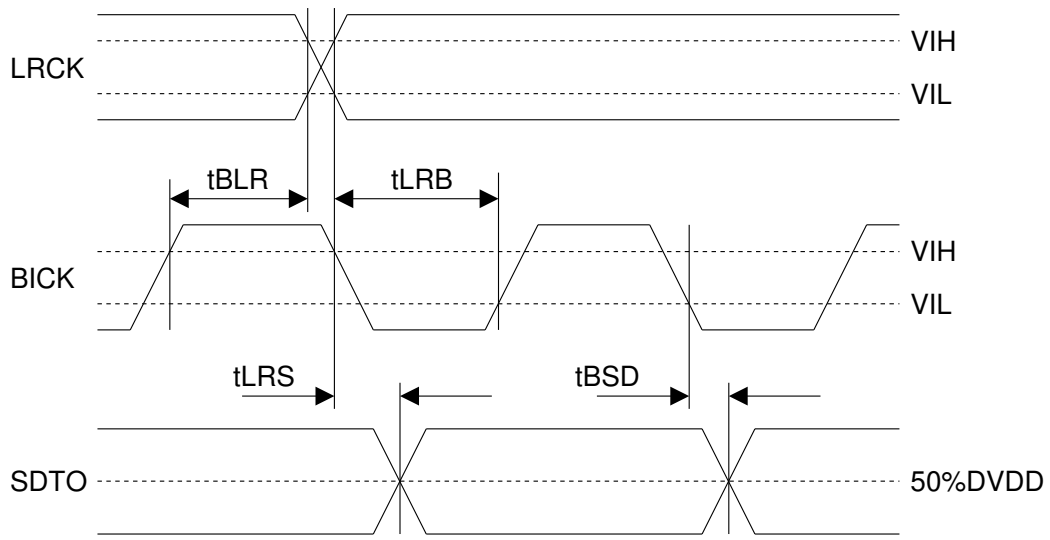 LRCK
VIH
VIL
tBLR
tLRB
BICK
VIH
VIL
tLRS
tBSD
SDTO
50%DVDD